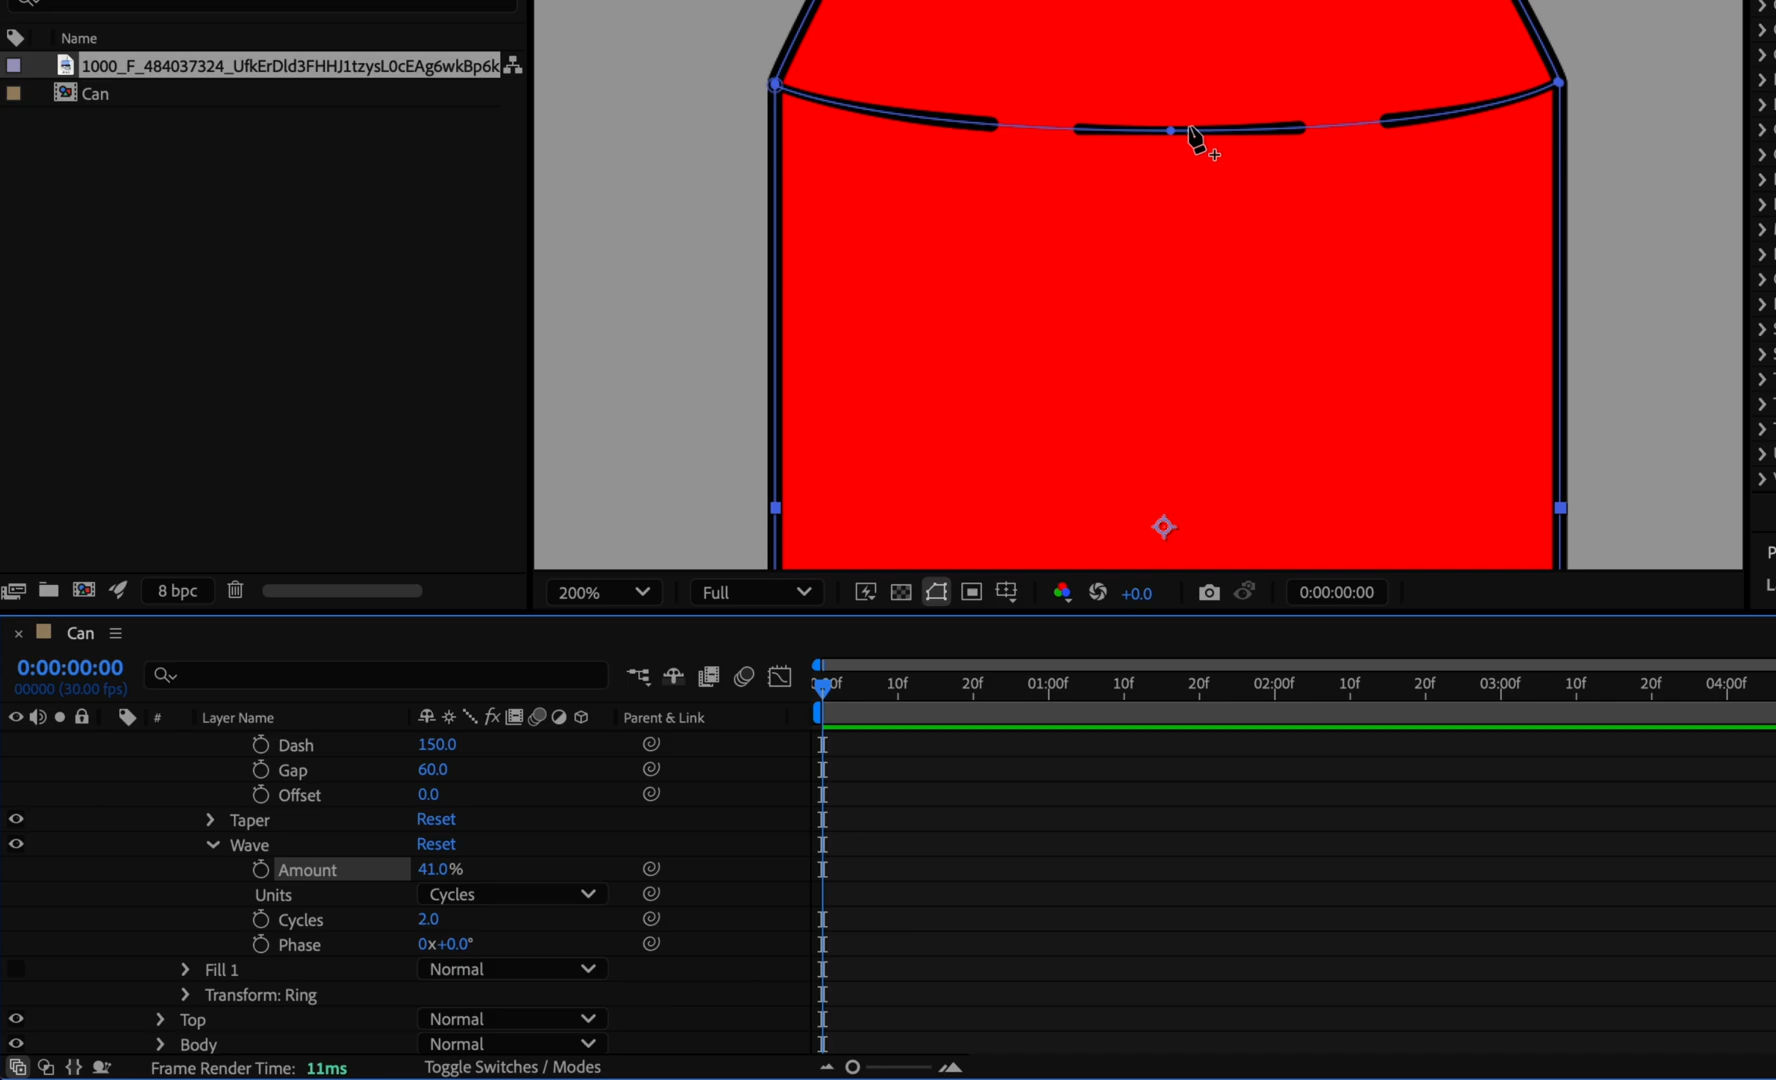 Name
1000_F_484037324_UfkErDld3FHHJ1tzysL0cEAg6wkBp6k
Can
8 bpc
200%
Full
+0.0
0:00:00:00
Can
0:00:00:00
00000 (30.00 fps)
10f 20f 01:00f 10f 20f 02:00f 10f 20f 03:00f 10f 20f 04:00f
# Layer Name Parent & Link
Dash 150.0
Gap 60.0
Offset 0.0
Taper Reset
Wave Reset
Amount 41.0%
Units Cycles
Cycles 2.0
Phase 0x+0.0°
Fill 1 Normal
Transform: Ring
Top Normal
Body Normal
Frame Render Time: 11ms Toggle Switches / Modes